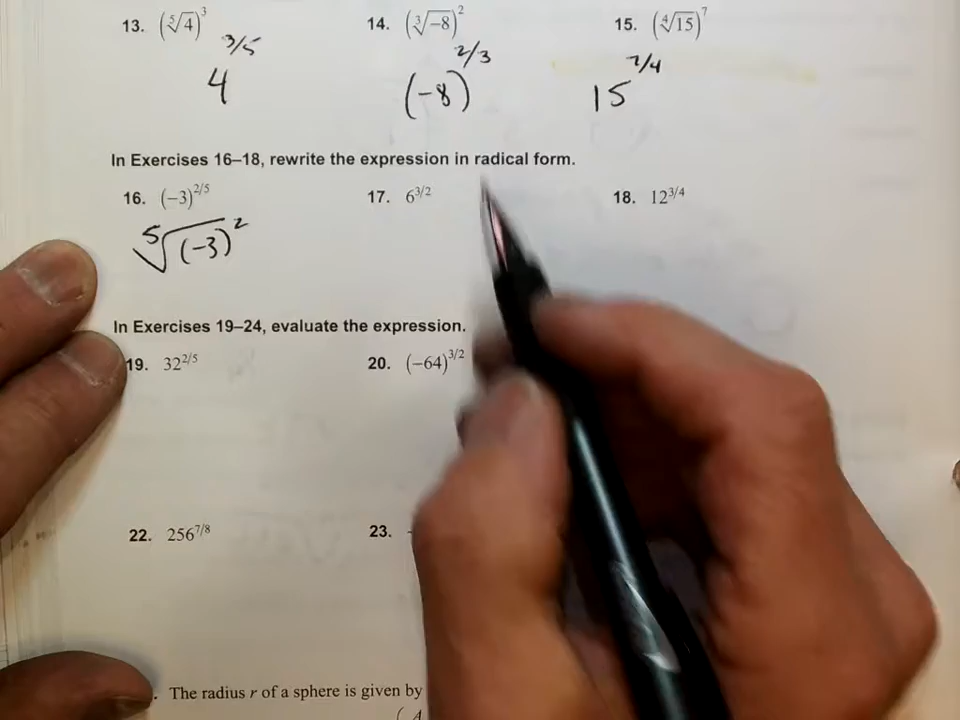 13. (⁵√4)³ 14. (³√-8)² 15. (⁴√15)⁷
4^3/5 (-8)^2/3 15^7/4
In Exercises 16–18, rewrite the expression in radical form.
16. (-3)^2/5 17. 6^3/2 18. 12^3/4
⁵√(-3)²
In Exercises 19–24, evaluate the expression.
19. 32^2/5 20. (-64)^3/2
22. 256^7/8 23.
The radius r of a sphere is given by